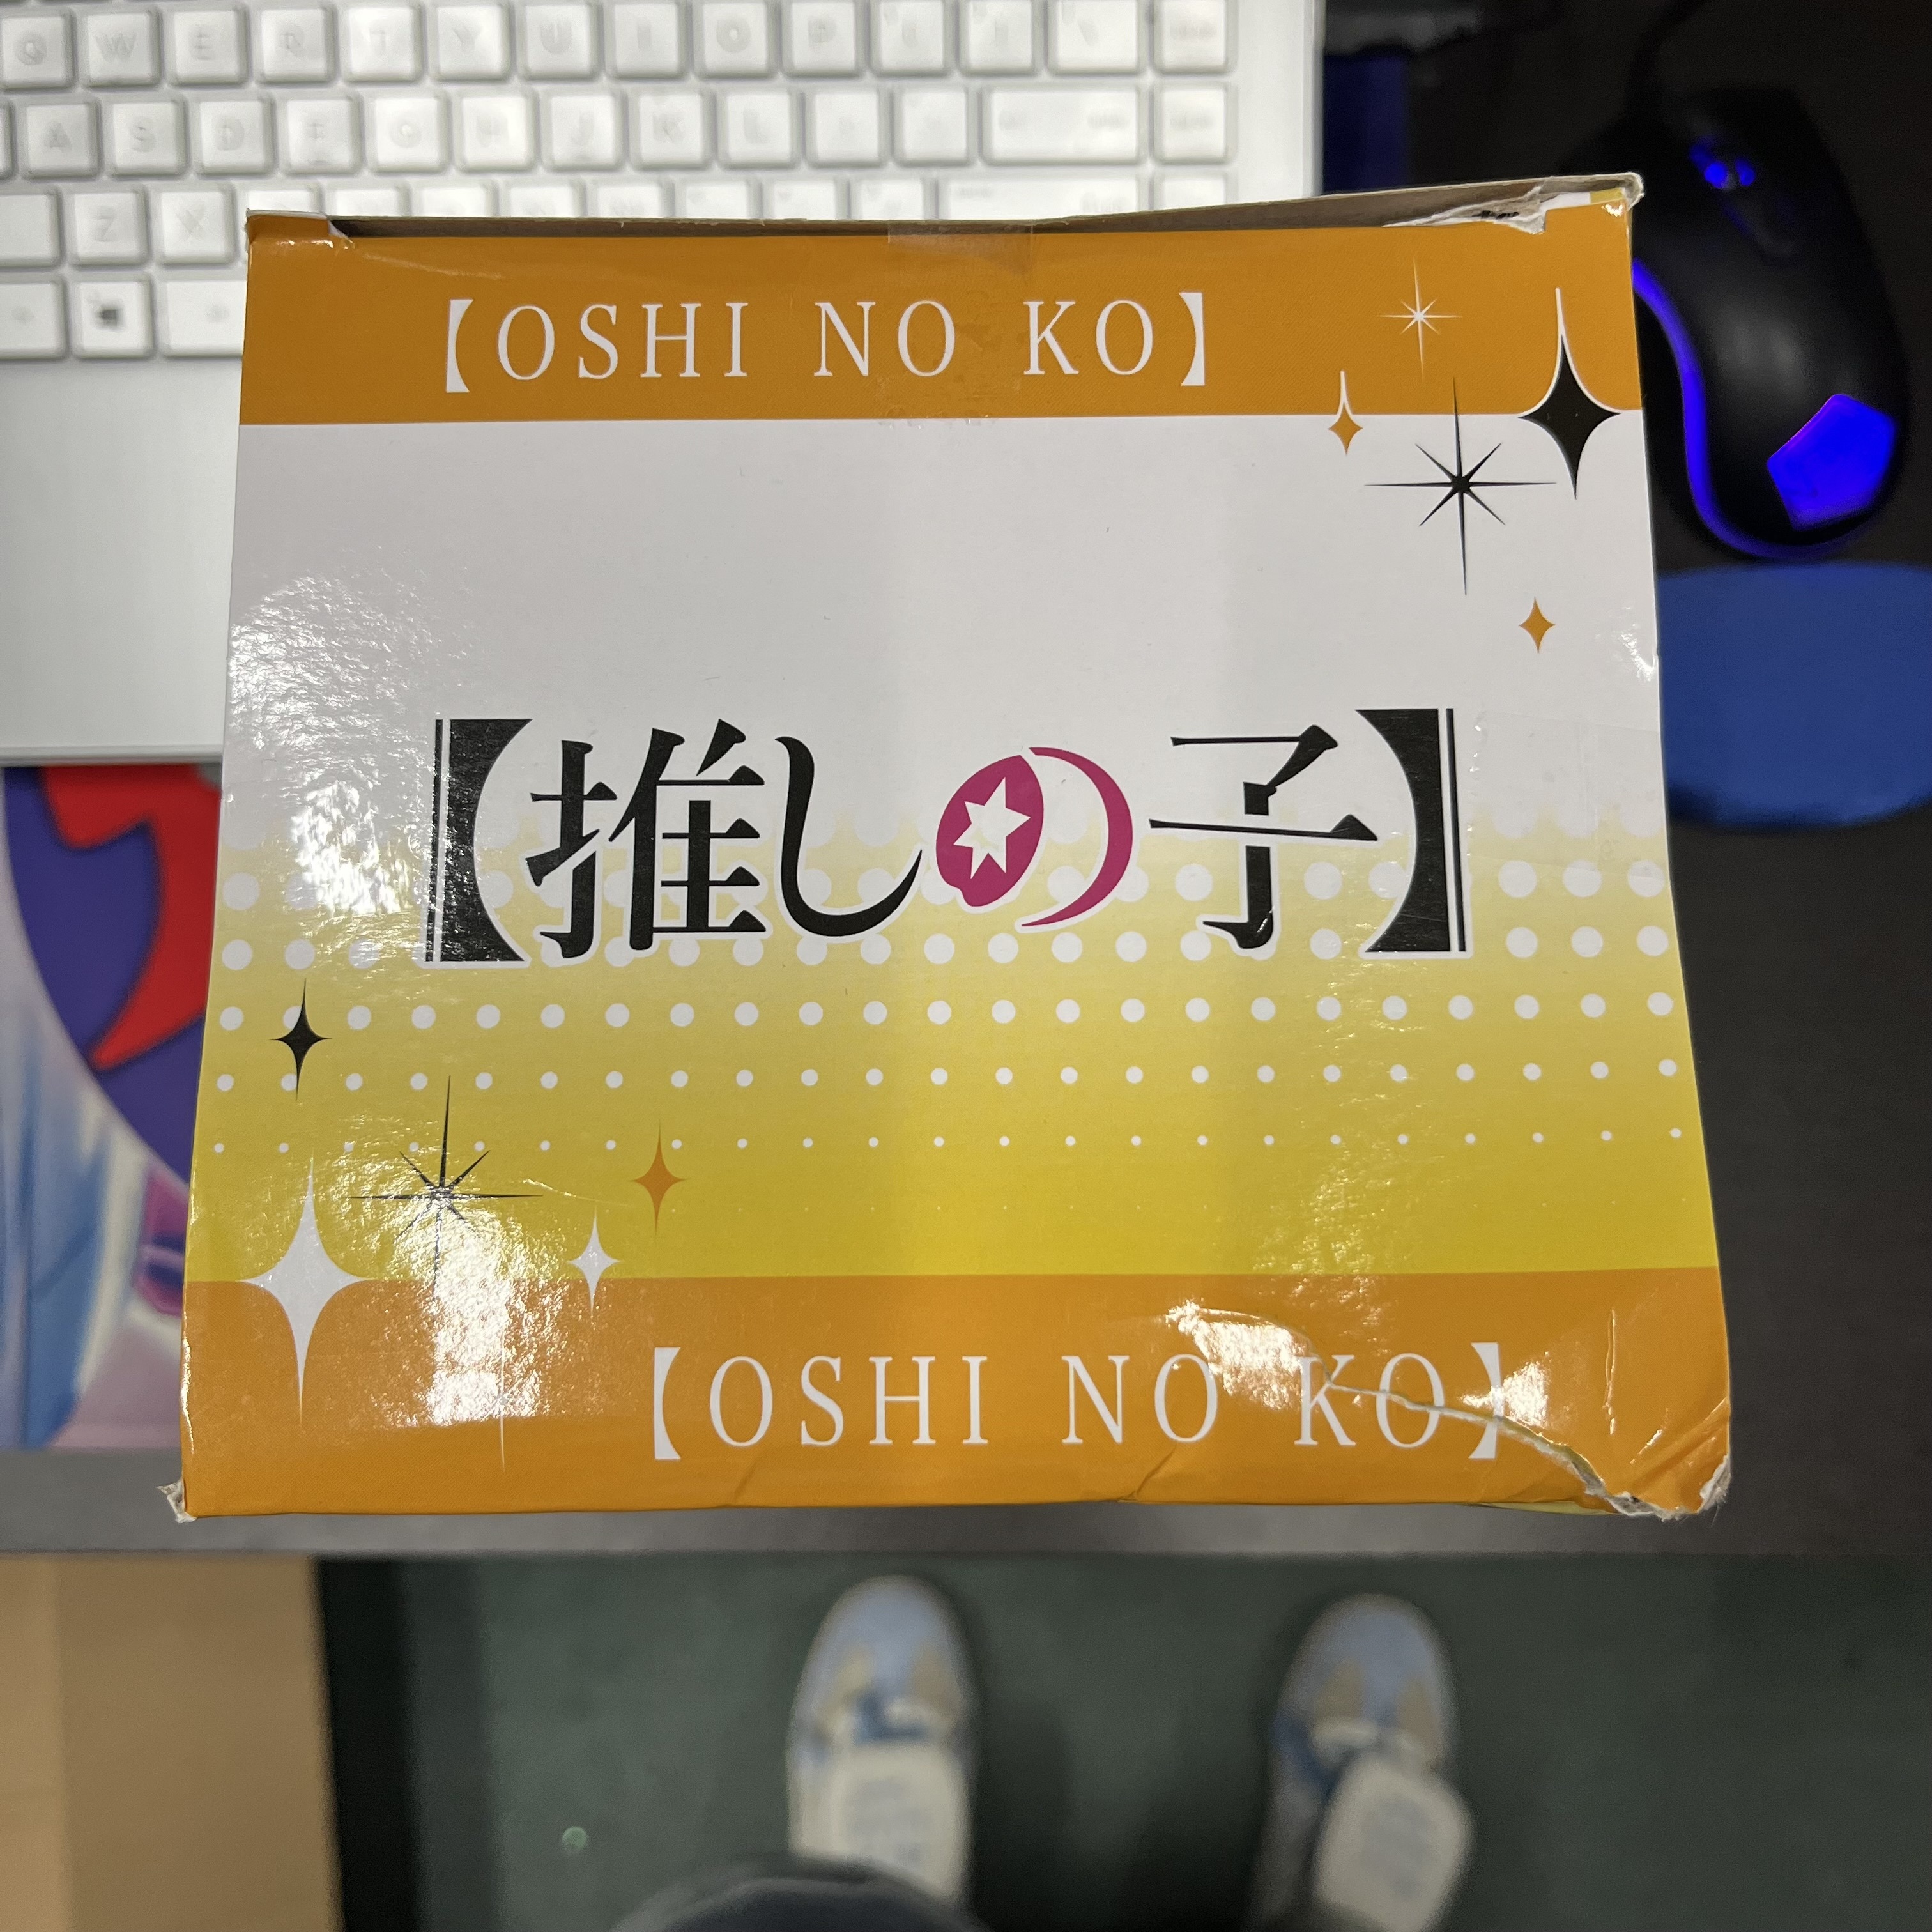 Q W E R T Y U I O P
A S D F G H J K L
Z X
【OSHI NO KO】
【推しの子】
【OSHI NO KO】